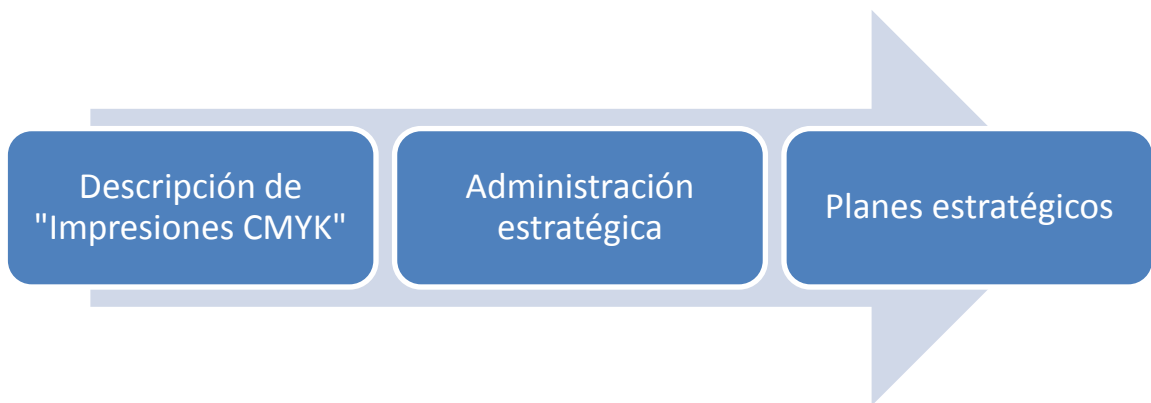 Descripción de
"Impresiones CMYK"
Administración
estratégica
Planes estratégicos